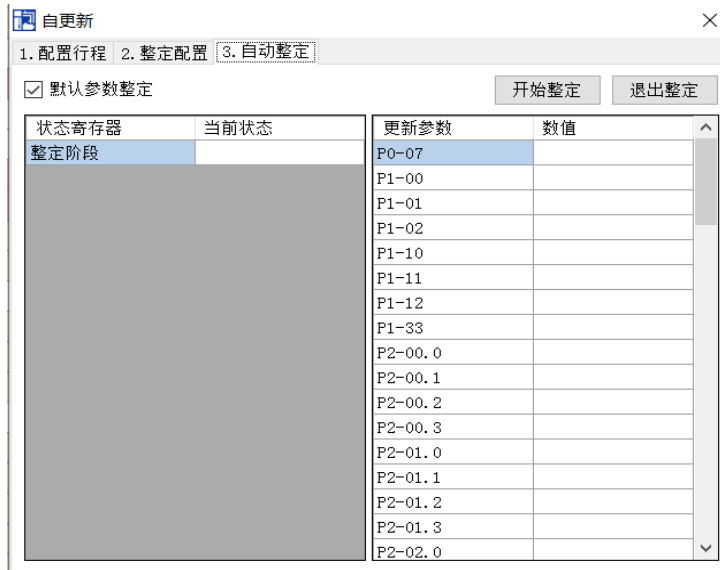 自更新
1.配置行程 2.整定配置 3.自动整定
默认参数整定 开始整定 退出整定
状态寄存器 当前状态 更新参数 数值
整定阶段 P0-07
P1-00
P1-01
P1-02
P1-10
P1-11
P1-12
P1-33
P2-00.0
P2-00.1
P2-00.2
P2-00.3
P2-01.0
P2-01.1
P2-01.2
P2-01.3
P2-02.0